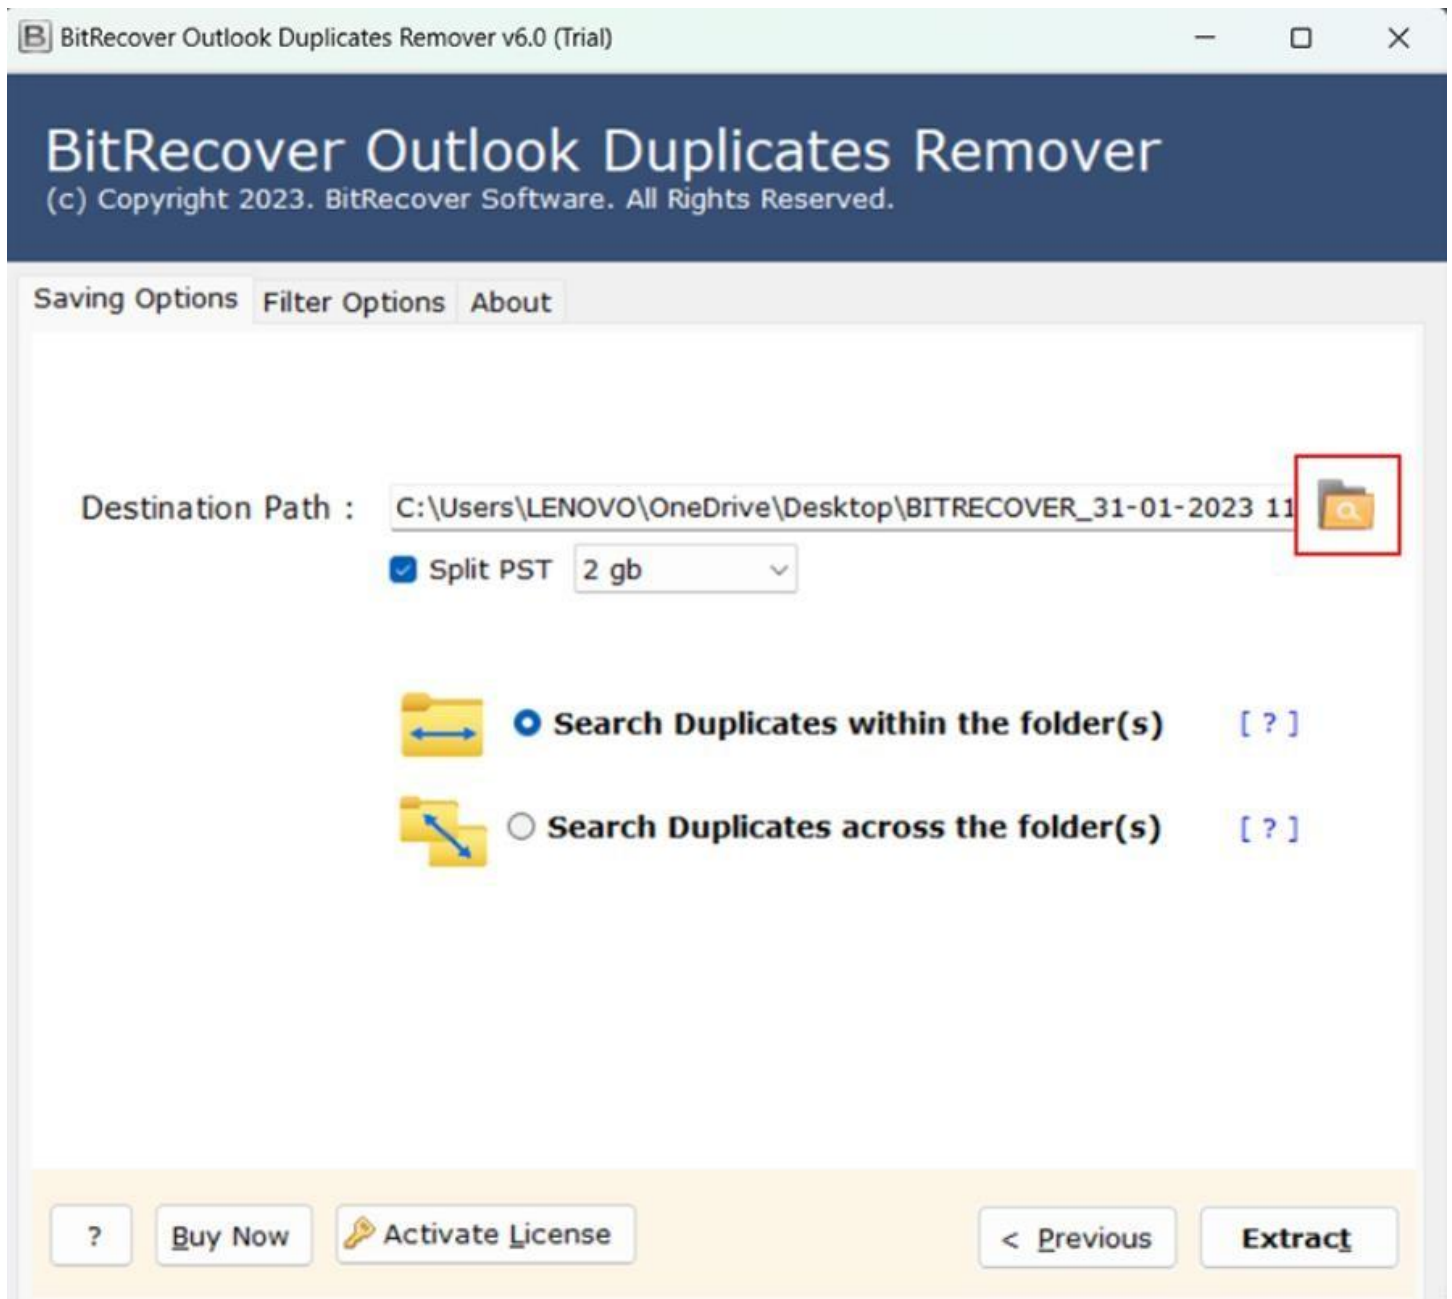 BitRecover Outlook Duplicates Remover v6.0 (Trial)
BitRecover Outlook Duplicates Remover
(c) Copyright 2023. BitRecover Software. All Rights Reserved.
Saving Options Filter Options About
Destination Path : C:\Users\LENOVO\OneDrive\Desktop\BITRECOVER_31-01-2023 11
Split PST 2 gb
Search Duplicates within the folder(s) [ ? ]
Search Duplicates across the folder(s) [ ? ]
? Buy Now Activate License < Previous Extract